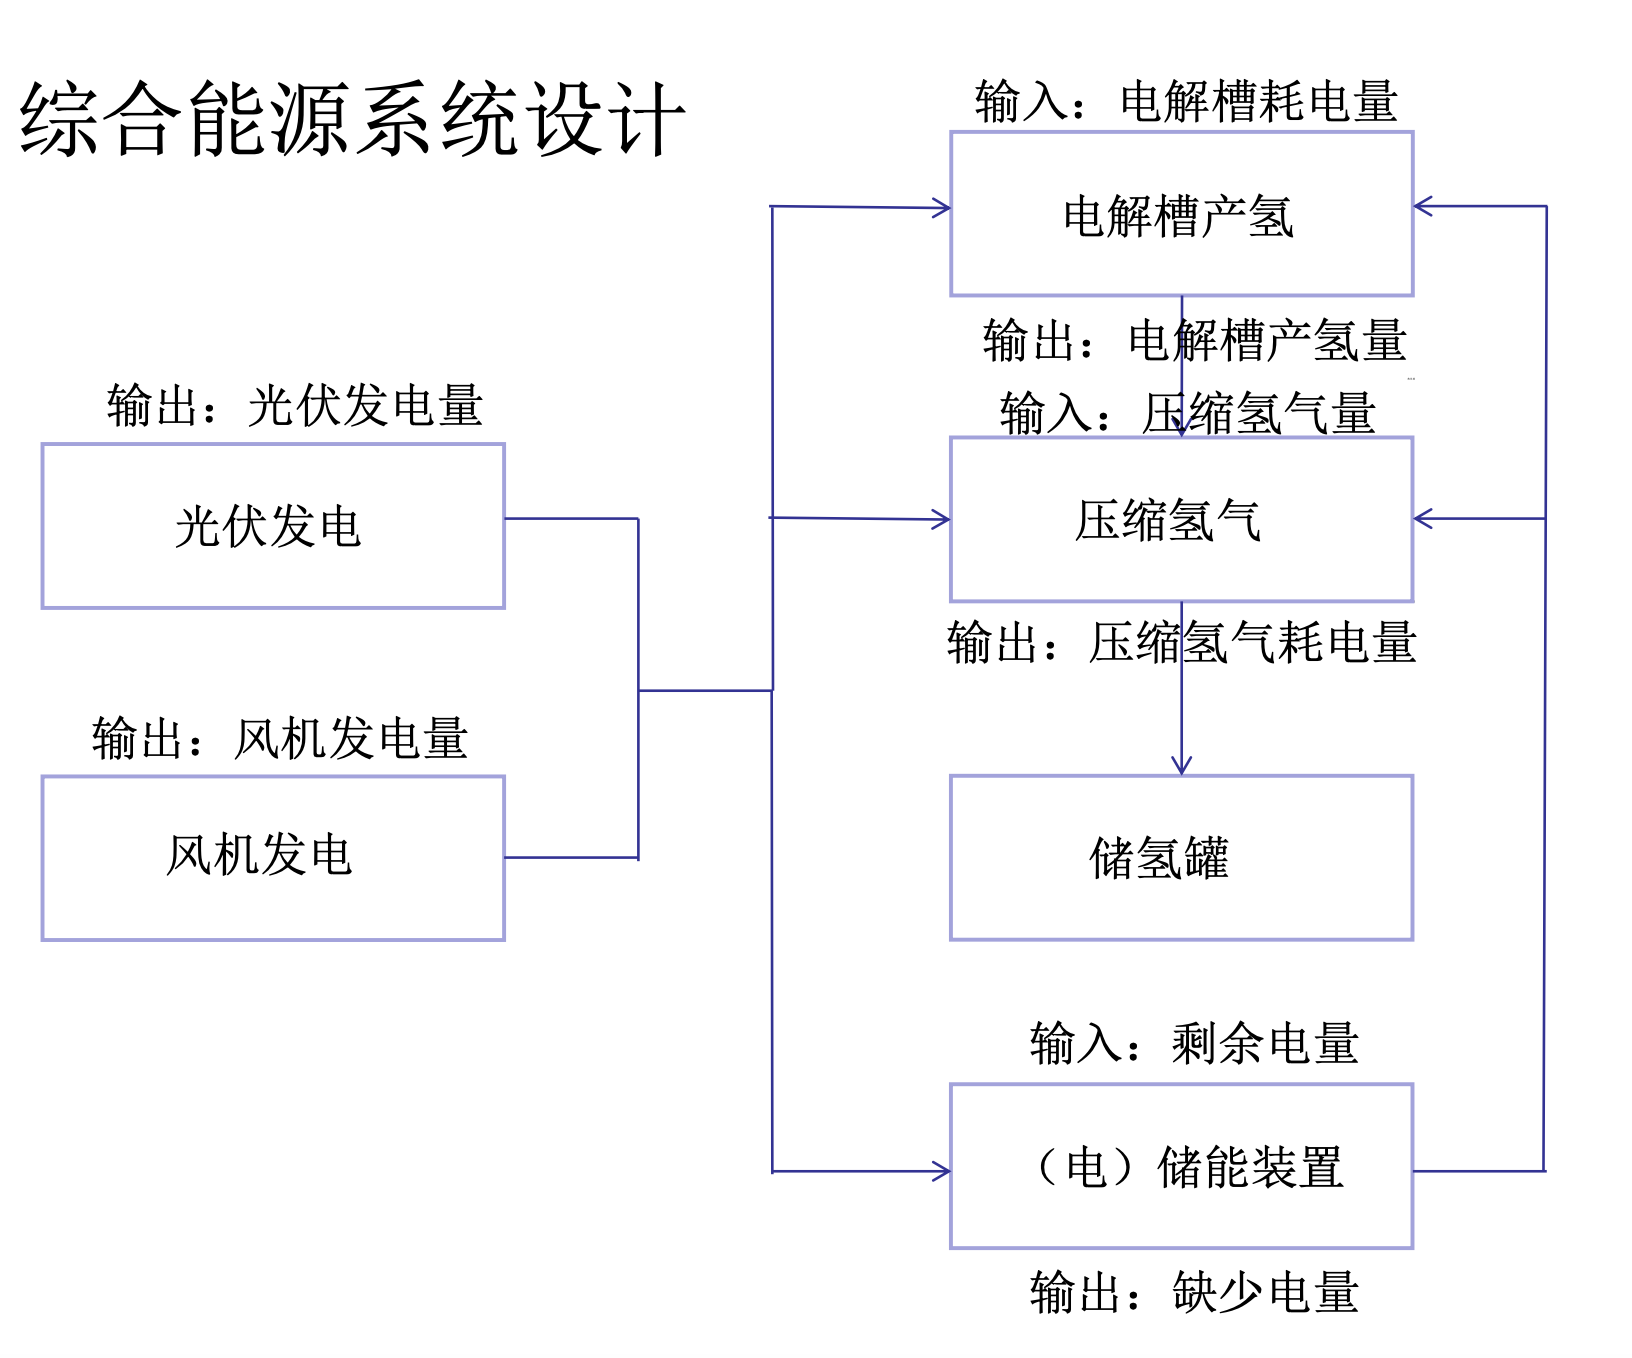 综合能源系统设计
输入：电解槽耗电量
电解槽产氢
输出：电解槽产氢量
输入：压缩氢气量
压缩氢气
输出：压缩氢气耗电量
储氢罐
输出：光伏发电量
光伏发电
输出：风机发电量
风机发电
输入：剩余电量
（电）储能装置
输出：缺少电量